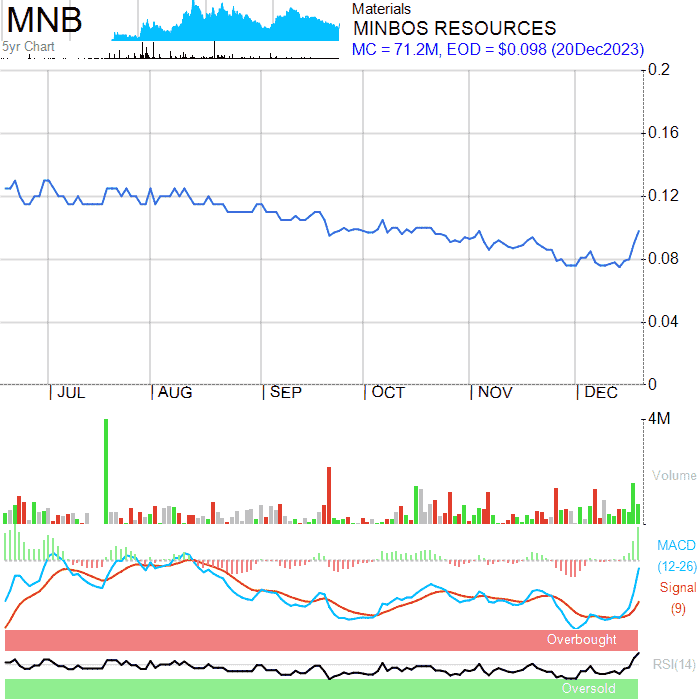 MNB
5yr Chart
Materials
MINBOS RESOURCES
MC = 71.2M, EOD = $0.098 (20Dec2023)
0.2
0.16
0.12
0.08
0.04
0
JUL AUG SEP OCT NOV DEC
4M
Volume
MACD
(12-26)
Signal
(9)
Overbought
RSI(14)
Oversold